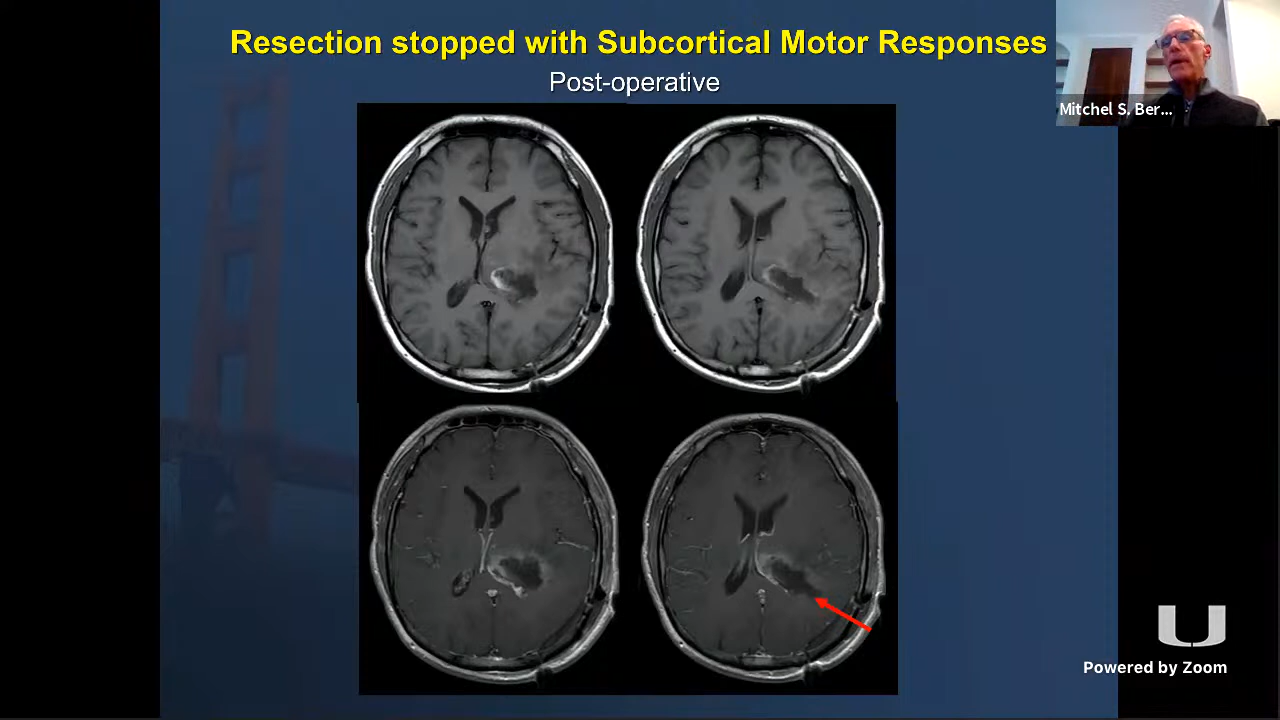 Resection stopped with Subcortical Motor Responses
Post-operative
Mitchel S. Ber...
U
Powered by Zoom